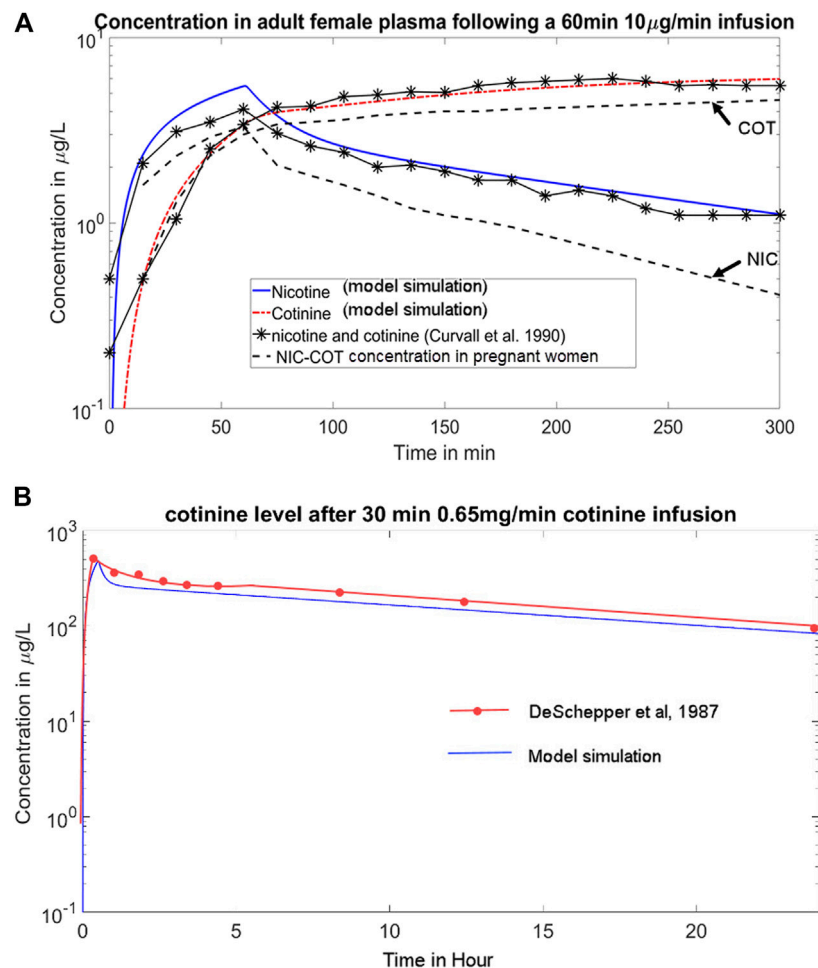 A
Concentration in adult female plasma following a 60min 10μg/min infusion
10^1
10^0
10^-1
Concentration in μg/L
COT
NIC
Nicotine (model simulation)
Cotinine (model simulation)
nicotine and cotinine (Curvall et al. 1990)
NIC-COT concentration in pregnant women
0 50 100 150 200 250 300
Time in min
B
cotinine level after 30 min 0.65mg/min cotinine infusion
10^3
10^2
10^1
10^0
10^-1
Concentration in μg/L
DeSchepper et al, 1987
Model simulation
0 5 10 15 20
Time in Hour